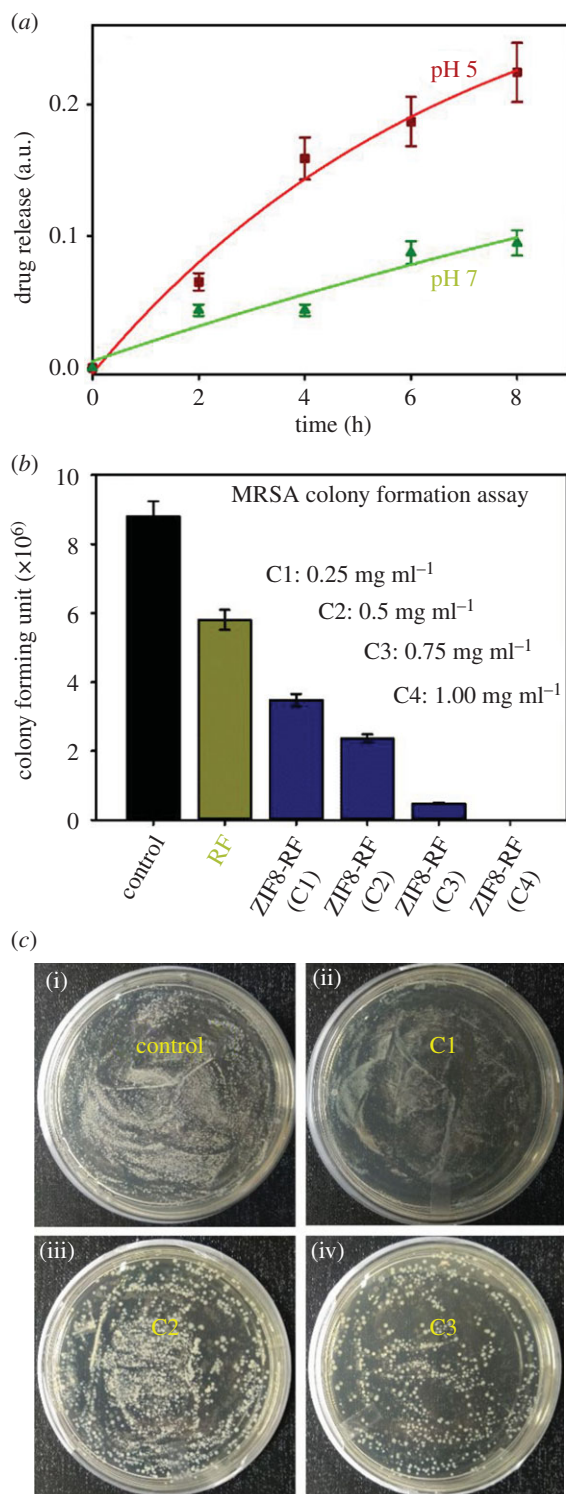 (a)
0.2
0.1
0.0
drug release (a.u.)
pH 5
pH 7
0 2 4 6 8
time (h)
(b)
10
8
6
4
2
0
colony forming unit (×10⁶)
MRSA colony formation assay
C1: 0.25 mg ml⁻¹
C2: 0.5 mg ml⁻¹
C3: 0.75 mg ml⁻¹
C4: 1.00 mg ml⁻¹
control
RF
ZIF8-RF
(C1)
ZIF8-RF
(C2)
ZIF8-RF
(C3)
ZIF8-RF
(C4)
(c)
(i)
control
(ii)
C1
(iii)
C2
(iv)
C3